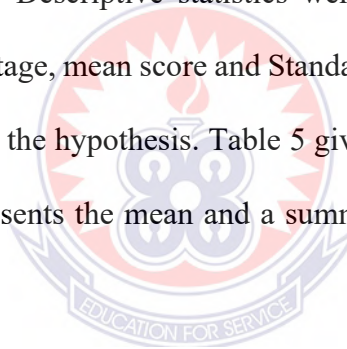 Descriptive statistics wer
tage, mean score and Standa
the hypothesis. Table 5 giv
sents the mean and a summ
EDUCATION FOR SERVICE